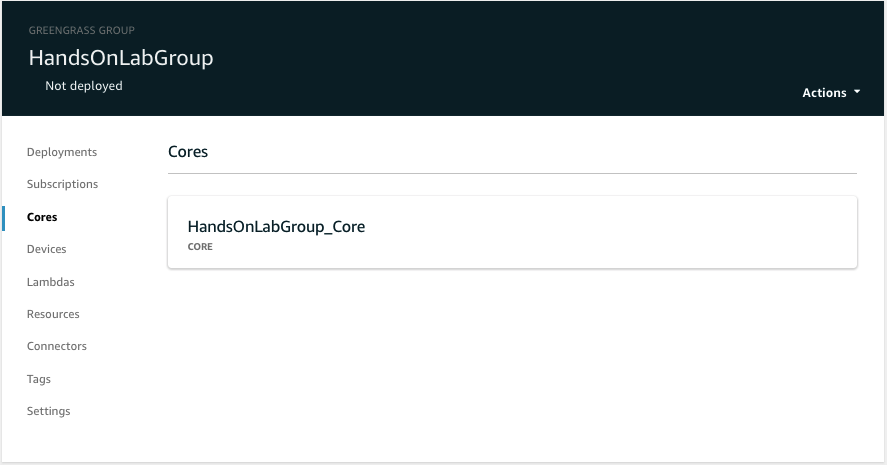 GREENGRASS GROUP
HandsOnLabGroup
Not deployed
Actions
Deployments
Subscriptions
Cores
Devices
Lambdas
Resources
Connectors
Tags
Settings
Cores
HandsOnLabGroup_Core
CORE